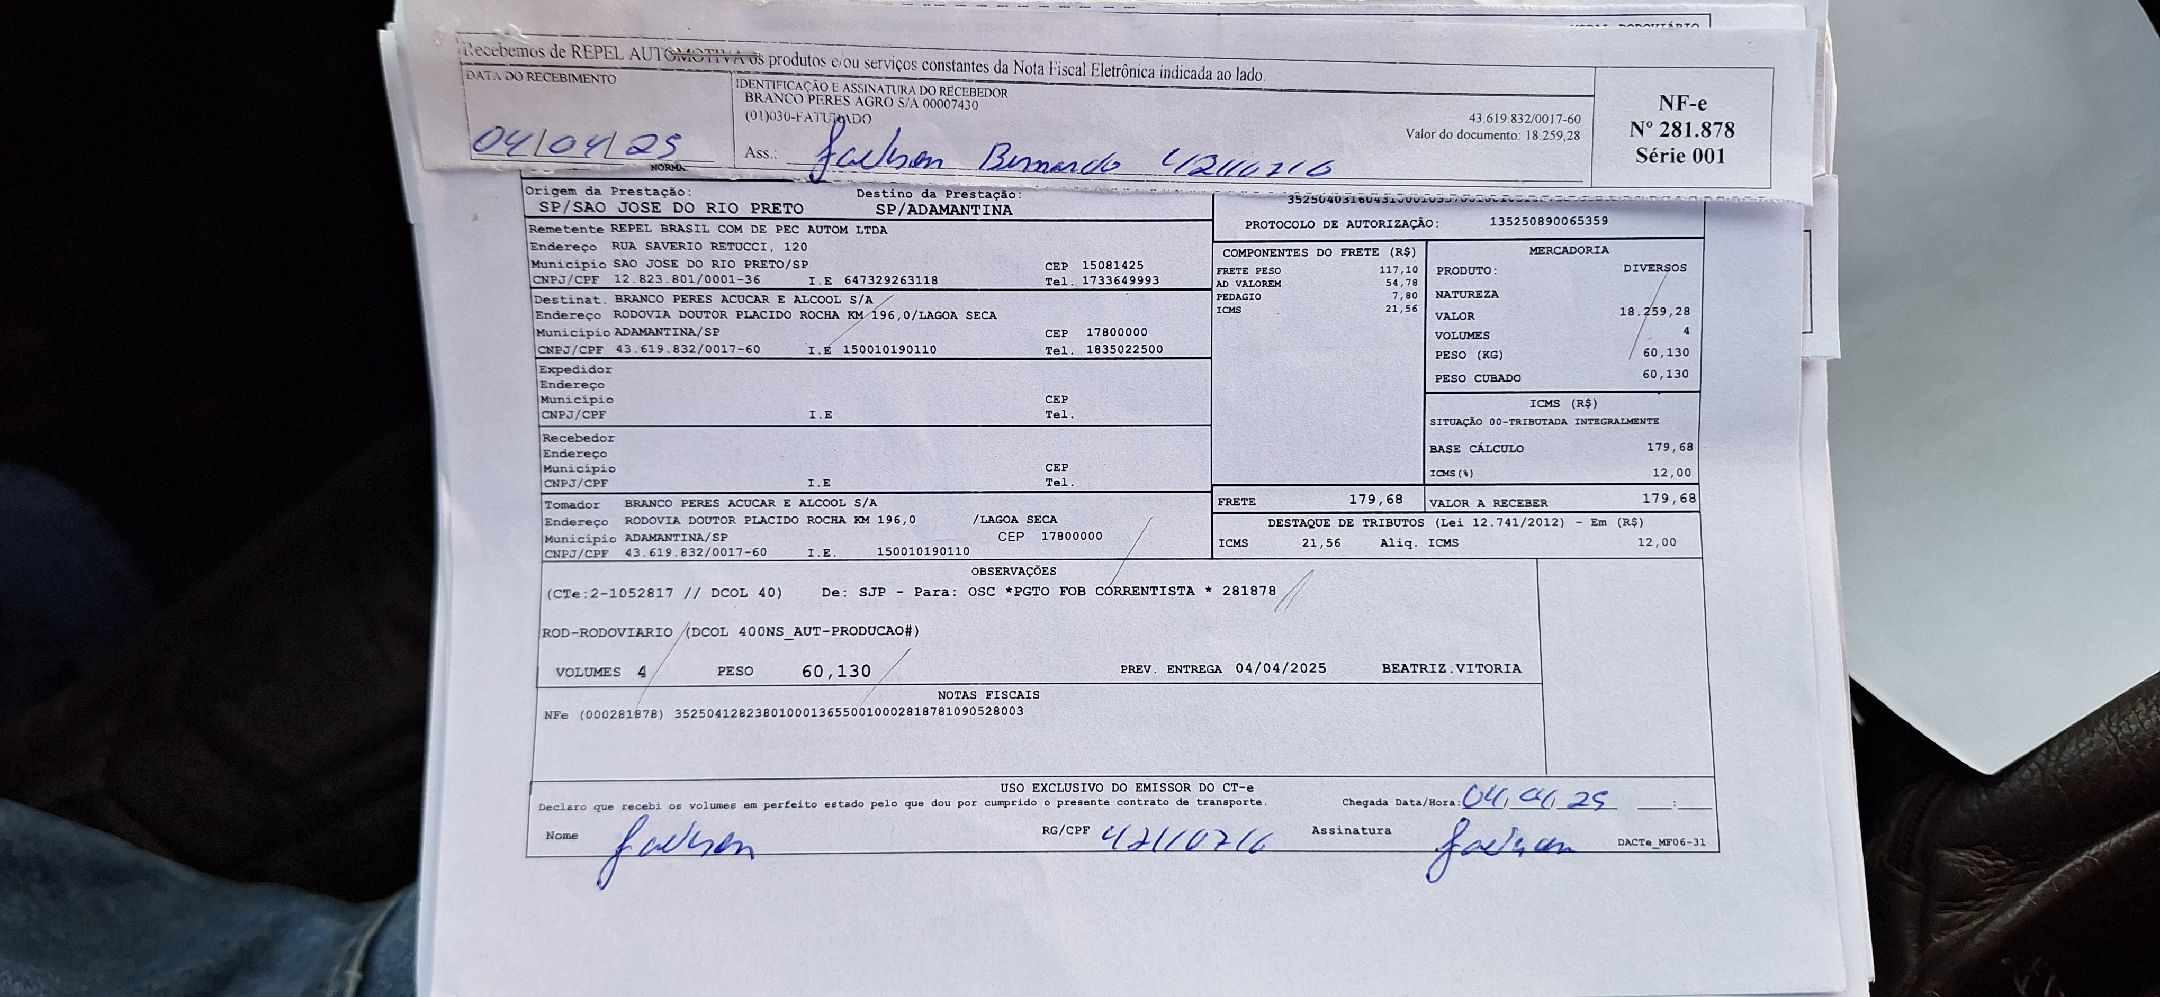 Recebemos de REPEL AUTOMOTIVA os produtos e/ou serviços constantes da Nota Fiscal Eletrônica indicada ao lado.
DATA DO RECEBIMENTO
04/04/25
IDENTIFICAÇÃO E ASSINATURA DO RECEBEDOR
BRANCO PERES AGRO S/A 00007430
(01)030-FATURADO
43.619.832/0017-60
Valor do documento: 18.259,28
Ass.: Jackson Bernardo 42110716
NF-e
Nº 281.878
Série 001
Origem da Prestação: Destino da Prestação:
SP/SAO JOSE DO RIO PRETO SP/ADAMANTINA
PROTOCOLO DE AUTORIZAÇÃO: 135250890065359
Remetente REPEL BRASIL COM DE PEC AUTOM LTDA
Endereço RUA SAVERIO RETUCCI, 120
Município SAO JOSE DO RIO PRETO/SP CEP 15081425
CNPJ/CPF 12.823.801/0001-36 I.E 647329263118 Tel. 1733649993
Destinat. BRANCO PERES ACUCAR E ALCOOL S/A
Endereço RODOVIA DOUTOR PLACIDO ROCHA KM 196,0/LAGOA SECA
Município ADAMANTINA/SP CEP 17800000
CNPJ/CPF 43.619.832/0017-60 I.E 150010190110 Tel. 1835022500
Expedidor
Endereço
Município CEP
CNPJ/CPF I.E Tel.
Recebedor
Endereço
Município CEP
CNPJ/CPF I.E Tel.
Tomador BRANCO PERES ACUCAR E ALCOOL S/A
Endereço RODOVIA DOUTOR PLACIDO ROCHA KM 196,0 /LAGOA SECA
Município ADAMANTINA/SP CEP 17800000
CNPJ/CPF 43.619.832/0017-60 I.E. 150010190110
COMPONENTES DO FRETE (R$)
FRETE PESO 117,10
AD VALOREM 54,78
PEDAGIO 7,80
ICMS 21,56
MERCADORIA
PRODUTO: DIVERSOS
NATUREZA
VALOR 18.259,28
VOLUMES 4
PESO (KG) 60,130
PESO CUBADO 60,130
ICMS (R$)
SITUAÇÃO 00-TRIBUTADA INTEGRALMENTE
BASE CÁLCULO 179,68
ICMS(%) 12,00
FRETE 179,68 VALOR A RECEBER 179,68
DESTAQUE DE TRIBUTOS (Lei 12.741/2012) - Em (R$)
ICMS 21,56 Aliq. ICMS 12,00
OBSERVAÇÕES
(CTe:2-1052817 // DCOL 40) De: SJP - Para: OSC *PGTO FOB CORRENTISTA * 281878
ROD-RODOVIARIO (DCOL 400NS_AUT-PRODUCAO#)
VOLUMES 4 PESO 60,130 PREV. ENTREGA 04/04/2025 BEATRIZ.VITORIA
NOTAS FISCAIS
NFe (000281878) 35250412823801000136550010002818781090528003
USO EXCLUSIVO DO EMISSOR DO CT-e
Declaro que recebi os volumes em perfeito estado pelo que dou por cumprido o presente contrato de transporte. Chegada Data/Hora: 04/04/25 __:__
Nome Jackson RG/CPF 42110716 Assinatura Jackson DACTe_MF06-31